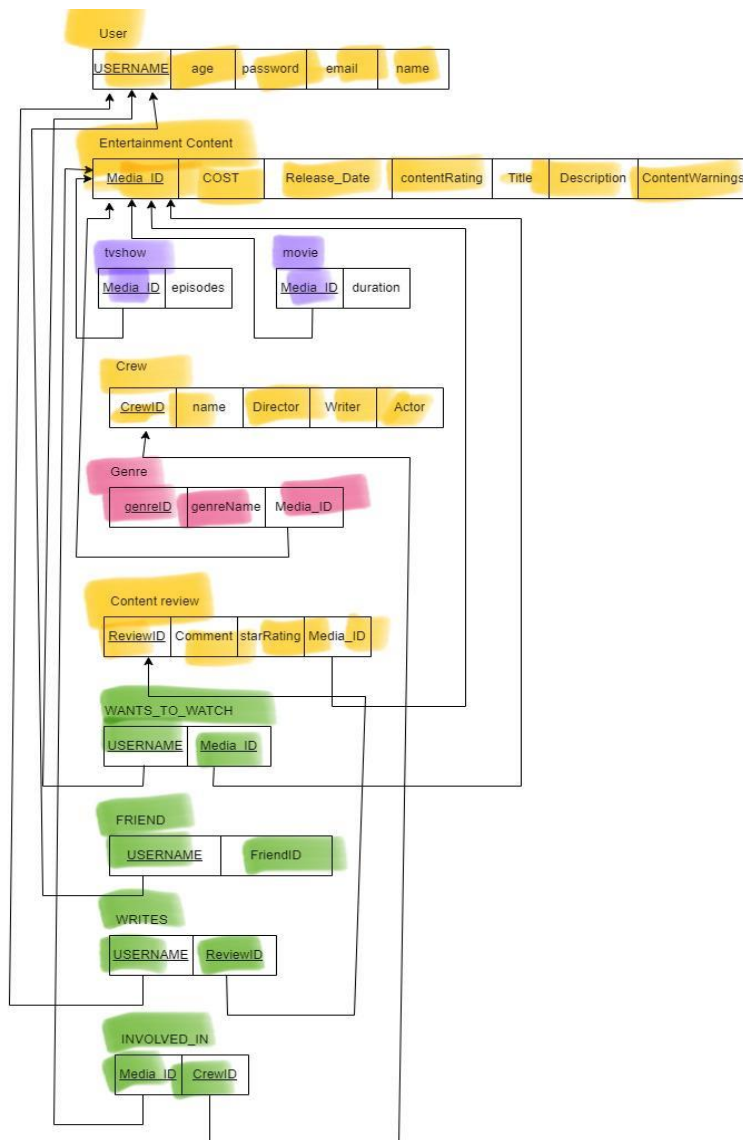 User
USERNAME age password email name
Entertainment Content
Media_ID COST Release_Date contentRating Title Description ContentWarnings
tvshow movie
Media_ID episodes Media_ID duration
Crew
CrewID name Director Writer Actor
Genre
genreID genreName Media_ID
Content review
ReviewID Comment starRating Media_ID
WANTS_TO_WATCH
USERNAME Media_ID
FRIEND
USERNAME FriendID
WRITES
USERNAME ReviewID
INVOLVED_IN
Media_ID CrewID